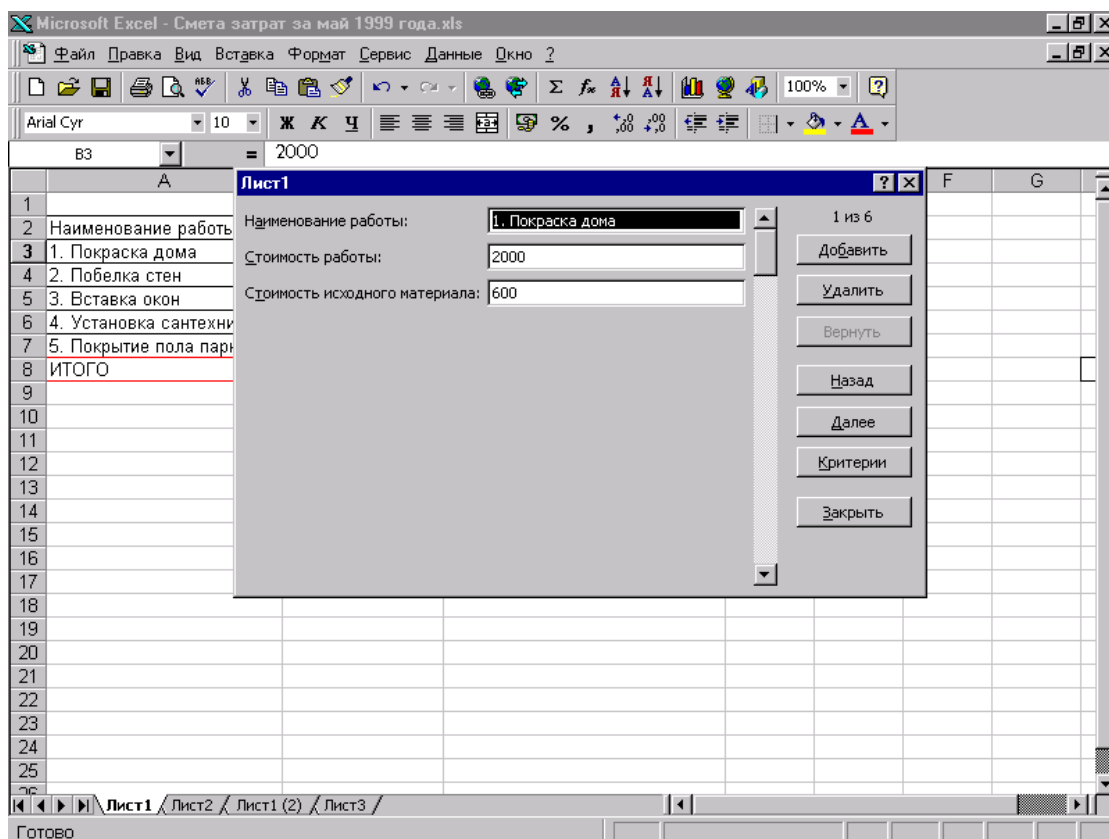 Microsoft Excel - Смета затрат за май 1999 года.xls
Файл Правка Вид Вставка Формат Сервис Данные Окно ?
100%
Arial Cyr 10 Ж К Ч % ,
B3 = 2000
A F G
Лист1
1 из 6
Наименование работы: 1. Покраска дома
Добавить
Стоимость работы: 2000
Удалить
Стоимость исходного материала: 600
Вернуть
Назад
Далее
Критерии
Закрыть
1
2 Наименование работы
3 1. Покраска дома
4 2. Побелка стен
5 3. Вставка окон
6 4. Установка сантехни
7 5. Покрытие пола пар
8 ИТОГО
9
10
11
12
13
14
15
16
17
18
19
20
21
22
23
24
25
26
Лист1 Лист2 Лист1 (2) Лист3
Готово